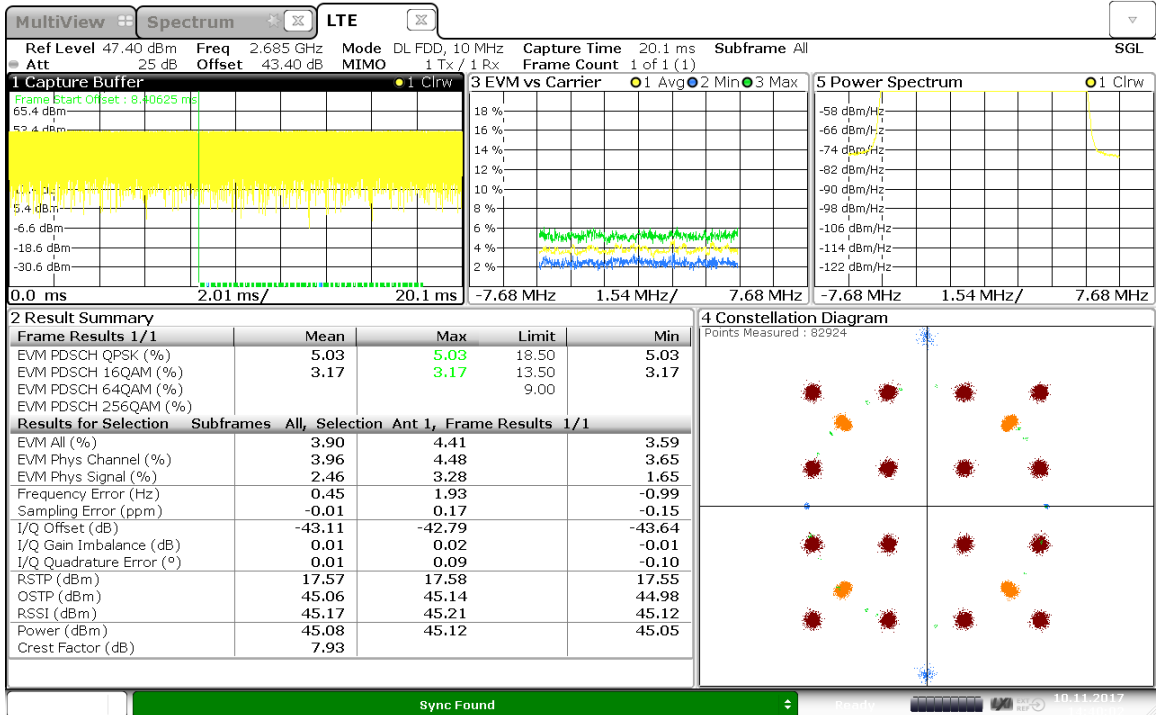 MultiView Spectrum LTE
Ref Level 47.40 dBm Freq 2.685 GHz Mode DL FDD, 10 MHz Capture Time 20.1 ms Subframe All SGL
Att 25 dB Offset 43.40 dB MIMO 1 Tx / 1 Rx Frame Count 1 of 1 (1)
1 Capture Buffer 1 Clrw
Frame Start Offset : 8.40625 ms
65.4 dBm
53.4 dBm
5.4 dBm
-6.6 dBm
-18.6 dBm
-30.6 dBm
0.0 ms 2.01 ms/ 20.1 ms
3 EVM vs Carrier 1 Avg 2 Min 3 Max
18 %
16 %
14 %
12 %
10 %
8 %
6 %
4 %
2 %
-7.68 MHz 1.54 MHz/ 7.68 MHz
5 Power Spectrum 1 Clrw
-58 dBm/Hz
-66 dBm/Hz
-74 dBm/Hz
-82 dBm/Hz
-90 dBm/Hz
-98 dBm/Hz
-106 dBm/Hz
-114 dBm/Hz
-122 dBm/Hz
-7.68 MHz 1.54 MHz/ 7.68 MHz
2 Result Summary
Frame Results 1/1 Mean Max Limit Min
EVM PDSCH QPSK (%) 5.03 5.03 18.50 5.03
EVM PDSCH 16QAM (%) 3.17 3.17 13.50 3.17
EVM PDSCH 64QAM (%) 9.00
EVM PDSCH 256QAM (%)
Results for Selection Subframes All, Selection Ant 1, Frame Results 1/1
EVM All (%) 3.90 4.41 3.59
EVM Phys Channel (%) 3.96 4.48 3.65
EVM Phys Signal (%) 2.46 3.28 1.65
Frequency Error (Hz) 0.45 1.93 -0.99
Sampling Error (ppm) -0.01 0.17 -0.15
I/Q Offset (dB) -43.11 -42.79 -43.64
I/Q Gain Imbalance (dB) 0.01 0.02 -0.01
I/Q Quadrature Error (°) 0.01 0.09 -0.10
RSTP (dBm) 17.57 17.58 17.55
OSTP (dBm) 45.06 45.14 44.98
RSSI (dBm) 45.17 45.21 45.12
Power (dBm) 45.08 45.12 45.05
Crest Factor (dB) 7.93
4 Constellation Diagram
Points Measured : 82924
Sync Found
Ready
LXI EXT REF 10.11.2017